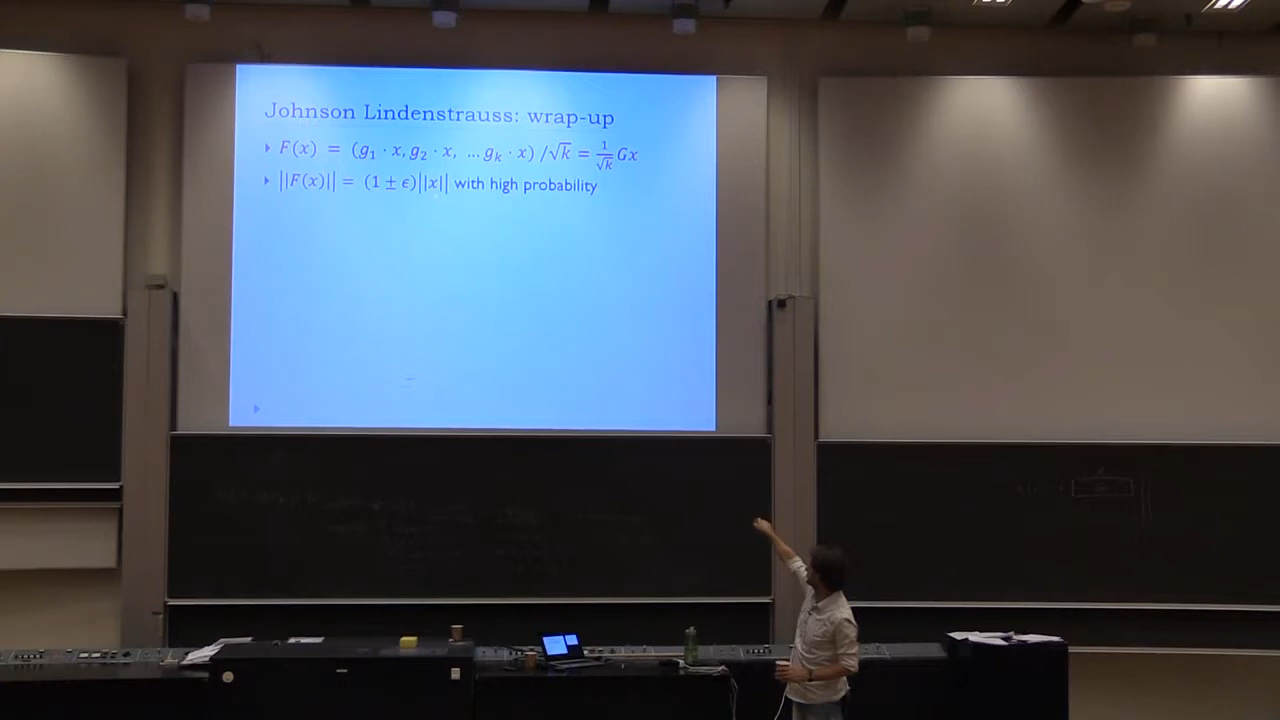 Johnson Lindenstrauss: wrap-up
F(x) = (g₁ · x, g₂ · x, … gₖ · x) /√k = 1/√k Gx
||F(x)|| = (1 ± ϵ)||x|| with high probability